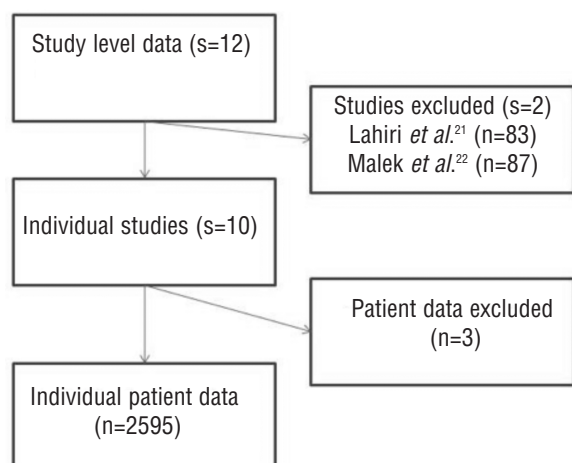 Study level data (s=12)
Studies excluded (s=2)
Lahiri et al.²¹ (n=83)
Malek et al.²² (n=87)
Individual studies (s=10)
Patient data excluded
(n=3)
Individual patient data
(n=2595)